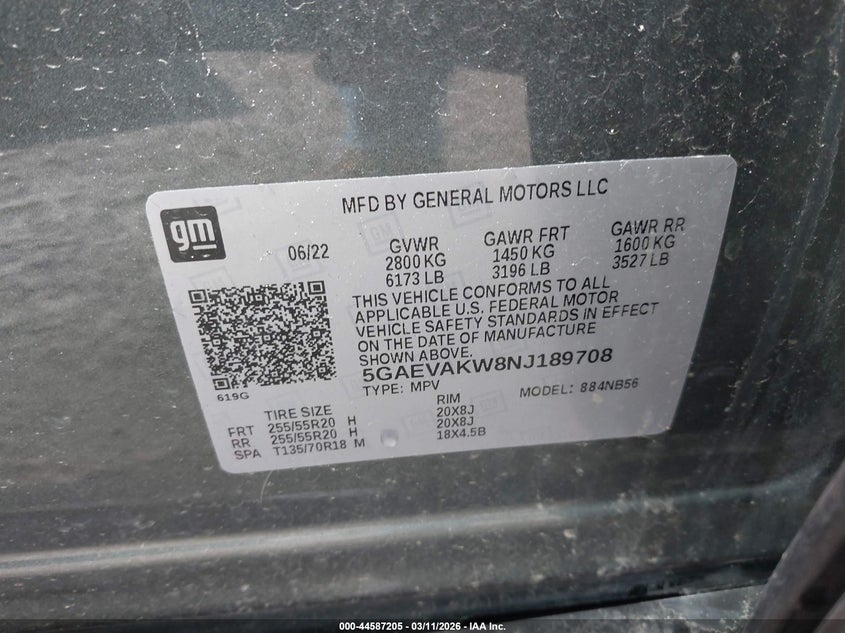 MFD BY GENERAL MOTORS LLC
gm
06/22
GVWR GAWR FRT GAWR RR
2800 KG 1450 KG 1600 KG
6173 LB 3196 LB 3527 LB
THIS VEHICLE CONFORMS TO ALL
APPLICABLE U.S. FEDERAL MOTOR
VEHICLE SAFETY STANDARDS IN EFFECT
ON THE DATE OF MANUFACTURE
SHOWN ABOVE.
619G
5GAEVAKW8NJ189708
TYPE: MPV MODEL: 884NB56
TIRE SIZE RIM
FRT 255/55R20 H 20X8J
RR 255/55R20 H 20X8J
SPA T135/70R18 M 18X4.5B
000-44587205 - 03/11/2026 - IAA Inc.